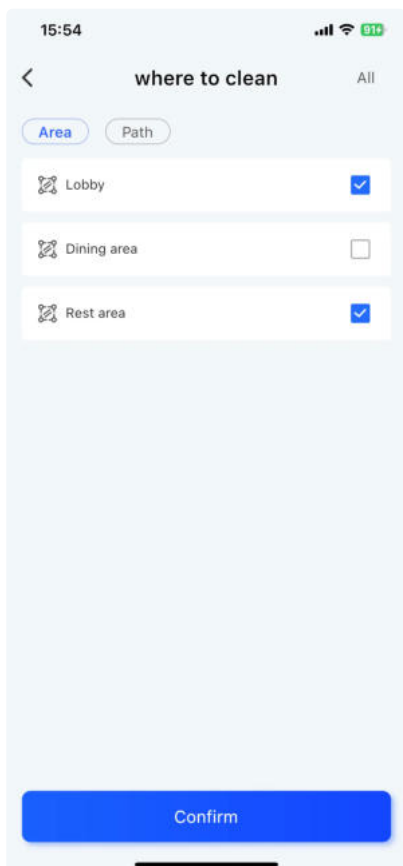 15:54
91+
where to clean
All
Area
Path
Lobby
Dining area
Rest area
Confirm